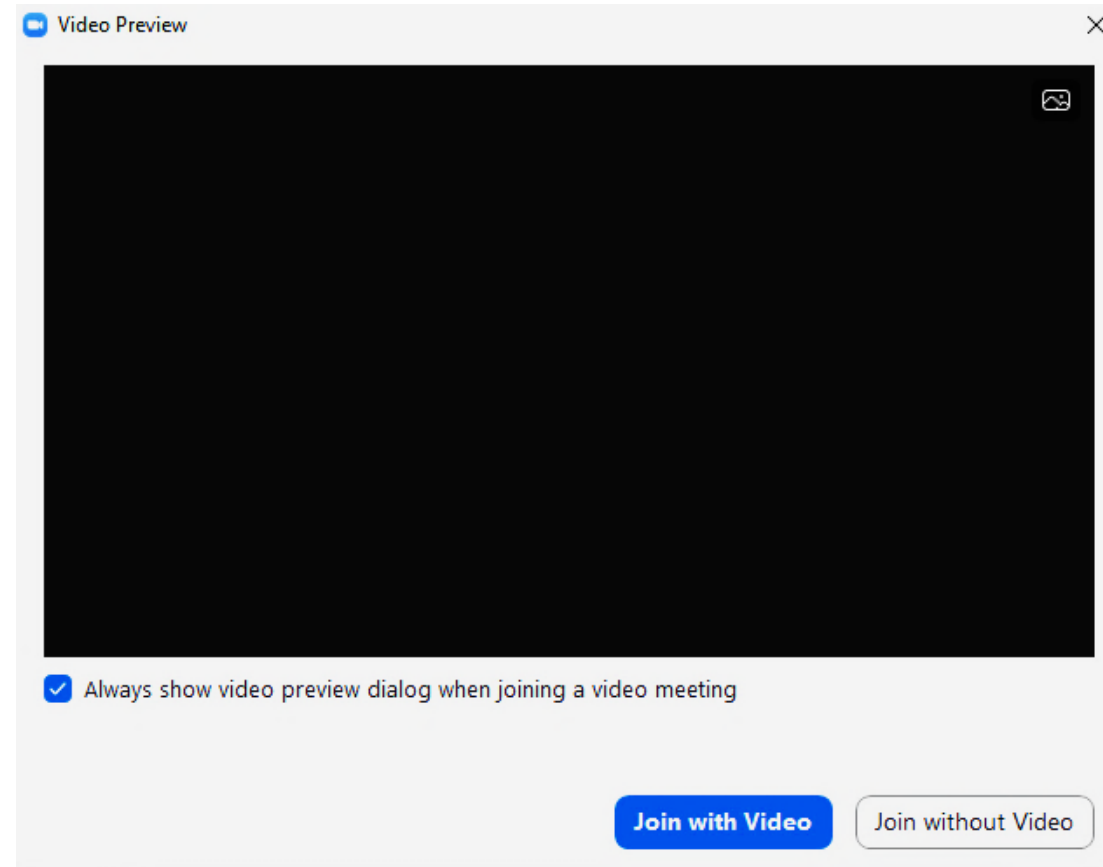 Video Preview
Always show video preview dialog when joining a video meeting
Join with Video
Join without Video